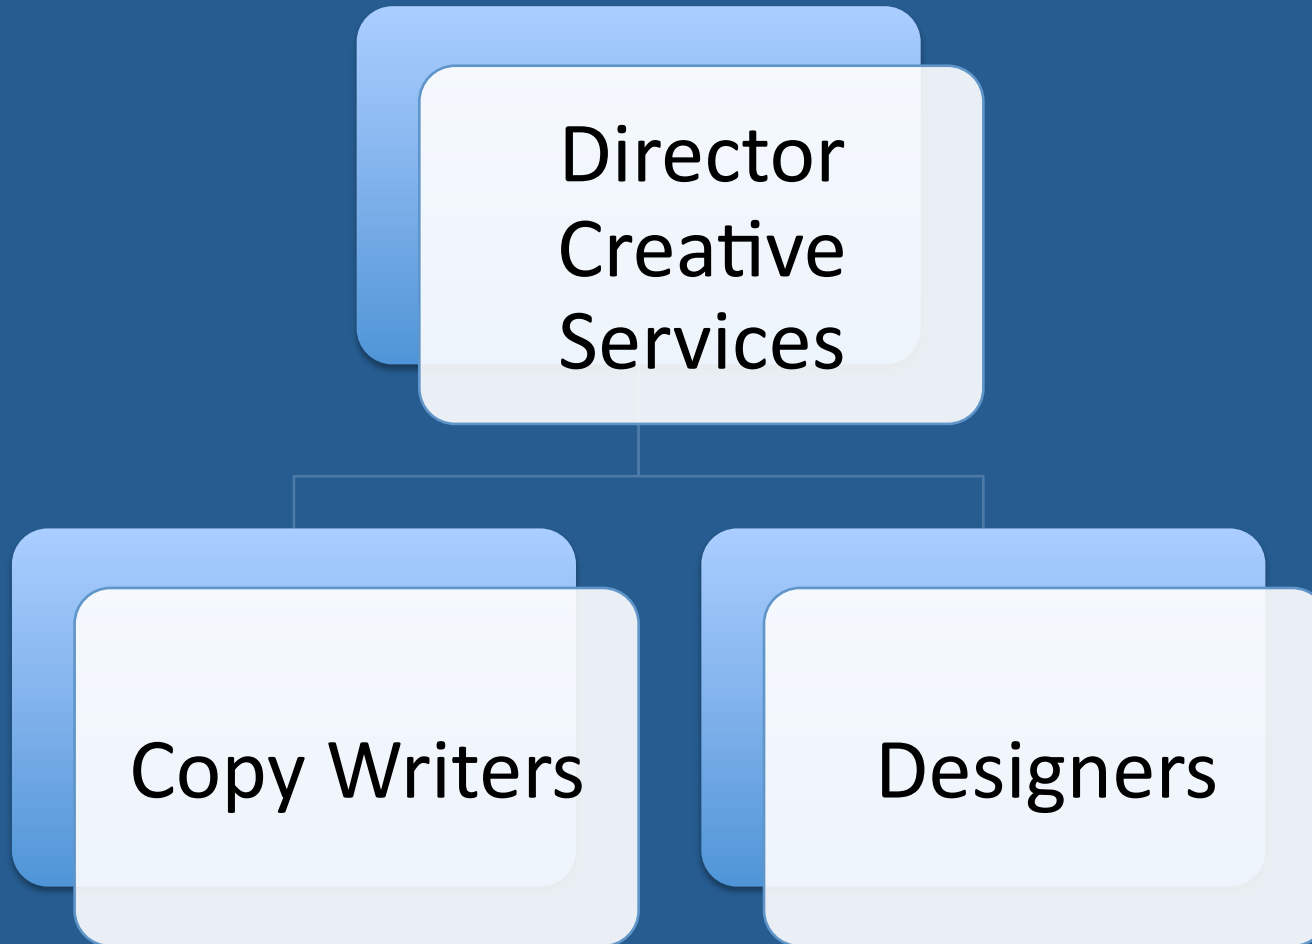 Director
Creative
Services
Copy Writers
Designers